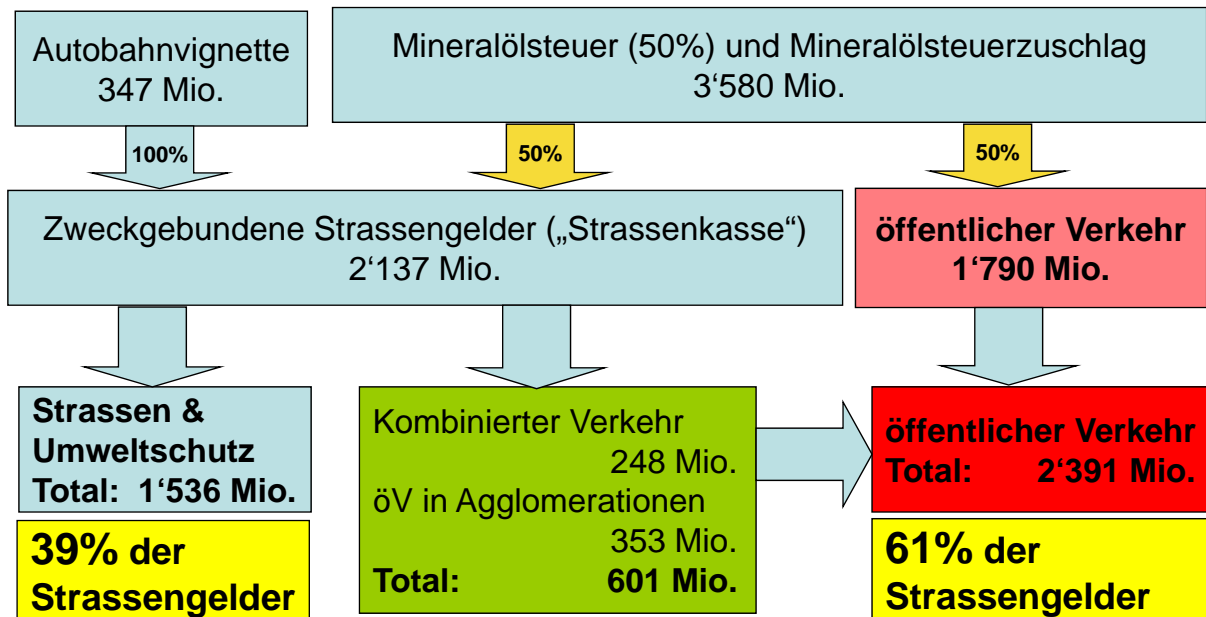 Autobahnvignette
347 Mio.
Mineralölsteuer (50%) und Mineralölsteuerzuschlag
3‘580 Mio.
100%
50%
50%
Zweckgebundene Strassengelder („Strassenkasse“)
2‘137 Mio.
öffentlicher Verkehr
1‘790 Mio.
Strassen &
Umweltschutz
Total: 1‘536 Mio.
Kombinierter Verkehr
248 Mio.
öV in Agglomerationen
353 Mio.
Total: 601 Mio.
öffentlicher Verkehr
Total: 2‘391 Mio.
39% der
Strassengelder
61% der
Strassengelder